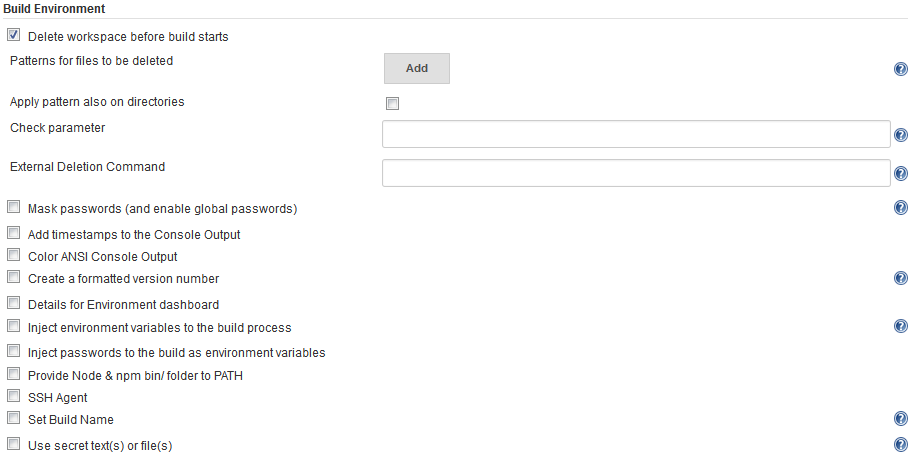 Build Environment
Delete workspace before build starts
Patterns for files to be deleted
Add
Apply pattern also on directories
Check parameter
External Deletion Command
Mask passwords (and enable global passwords)
Add timestamps to the Console Output
Color ANSI Console Output
Create a formatted version number
Details for Environment dashboard
Inject environment variables to the build process
Inject passwords to the build as environment variables
Provide Node & npm bin/ folder to PATH
SSH Agent
Set Build Name
Use secret text(s) or file(s)